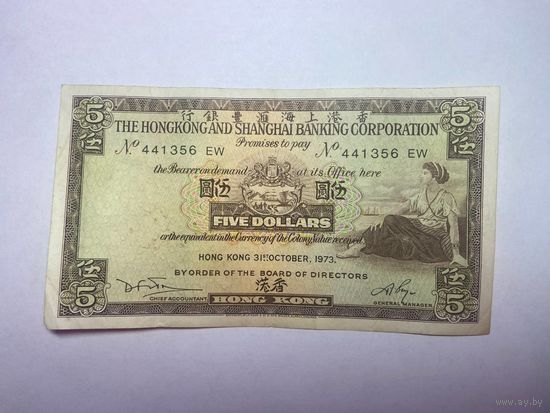 行銀豐滙海上港香
5 THE HONGKONG AND SHANGHAI BANKING CORPORATION 5
伍 Promises to pay 伍
No 441356 EW No 441356 EW
the Bearer on demand at its Office here
圓伍 圓伍
FIVE DOLLARS
or the equivalent in the Currency of the Colony Value received
HONG KONG 31ST OCTOBER, 1973.
伍 BY ORDER OF THE BOARD OF DIRECTORS 伍
港香
5 CHIEF ACCOUNTANT HONG KONG GENERAL MANAGER 5
www.ay.by